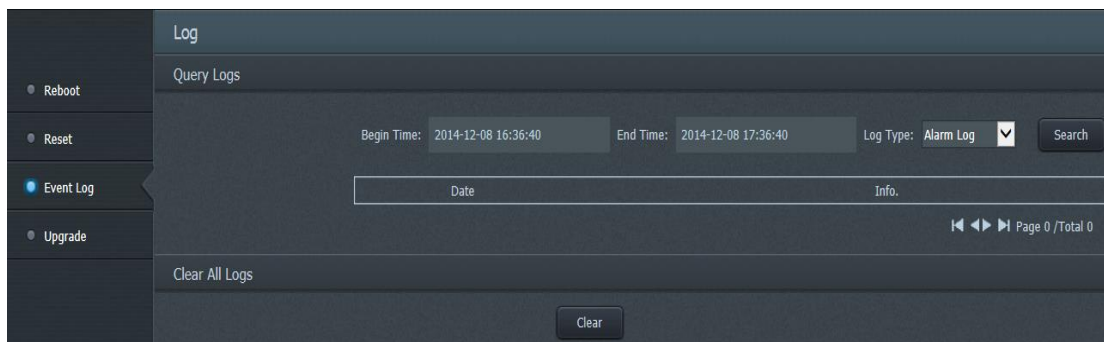 Log
Query Logs
Reboot
Reset
Event Log
Upgrade
Begin Time: 2014-12-08 16:36:40 End Time: 2014-12-08 17:36:40 Log Type: Alarm Log Search
Date Info.
Page 0 /Total 0
Clear All Logs
Clear